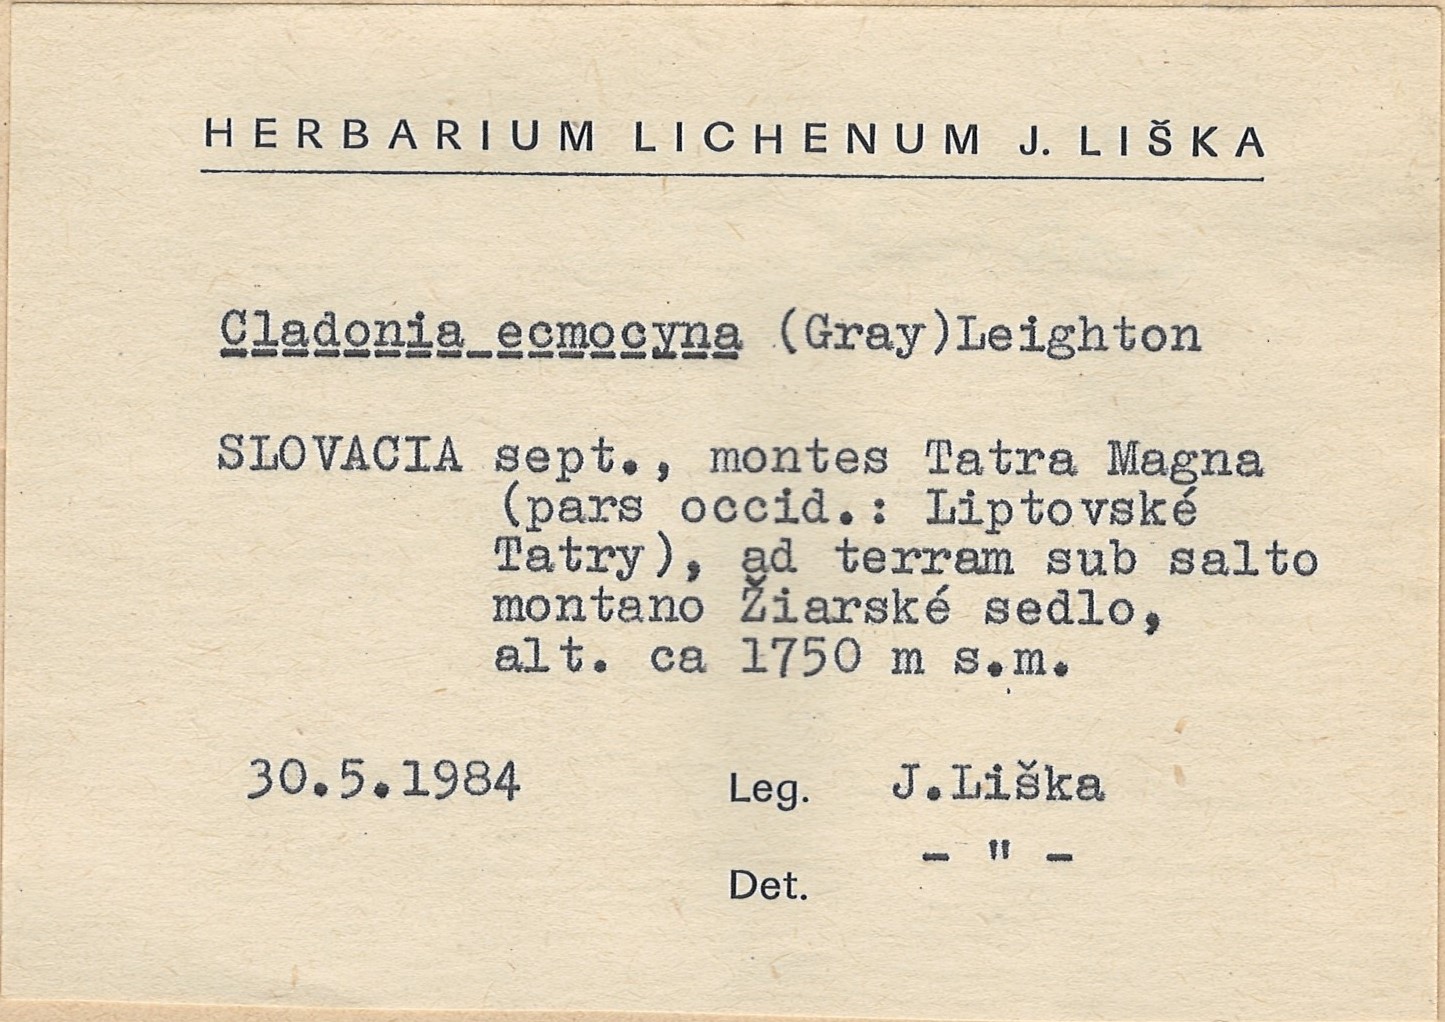 HERBARIUM LICHENUM J. LIŠKA
Cladonia ecmocyna (Gray)Leighton
SLOVACIA sept., montes Tatra Magna
(pars occid.: Liptovské
Tatry), ad terram sub salto
montano Žiarské sedlo,
alt. ca 1750 m s.m.
30.5.1984 Leg. J.Liška
Det. - " -